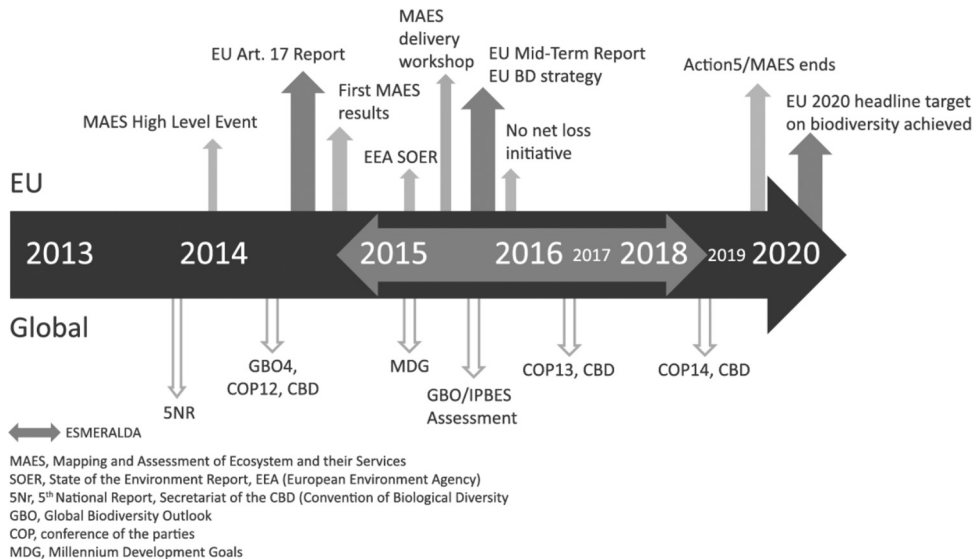 MAES
delivery
workshop
EU Art. 17 Report
EU Mid-Term Report
EU BD strategy
Action5/MAES ends
First MAES
results
EU 2020 headline target
on biodiversity achieved
MAES High Level Event
No net loss
initiative
EEA SOER
EU
2013 2014 2015 2016 2017 2018 2019 2020
Global
GBO4,
COP12, CBD
MDG
COP13, CBD
COP14, CBD
GBO/IPBES
Assessment
5NR
ESMERALDA
MAES, Mapping and Assessment of Ecosystem and their Services
SOER, State of the Environment Report, EEA (European Environment Agency)
5Nr, 5th National Report, Secretariat of the CBD (Convention of Biological Diversity
GBO, Global Biodiversity Outlook
COP, conference of the parties
MDG, Millennium Development Goals